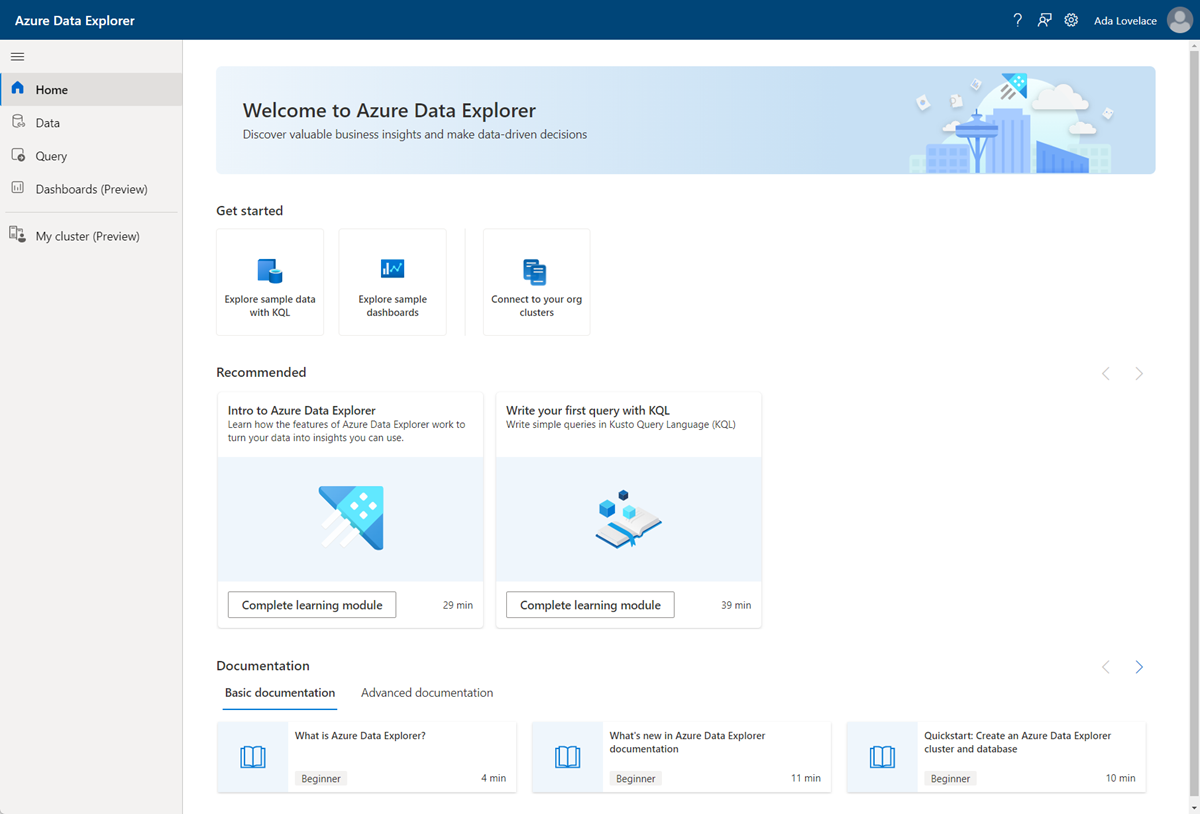 Azure Data Explorer
Ada Lovelace
Home
Data
Query
Dashboards (Preview)
My cluster (Preview)
Welcome to Azure Data Explorer
Discover valuable business insights and make data-driven decisions
Get started
Explore sample data
with KQL
Explore sample
dashboards
Connect to your org
clusters
Recommended
Intro to Azure Data Explorer
Learn how the features of Azure Data Explorer work to
turn your data into insights you can use.
Complete learning module
29 min
Write your first query with KQL
Write simple queries in Kusto Query Language (KQL)
Complete learning module
39 min
Documentation
Basic documentation
Advanced documentation
What is Azure Data Explorer?
Beginner
4 min
What's new in Azure Data Explorer
documentation
Beginner
11 min
Quickstart: Create an Azure Data Explorer
cluster and database
Beginner
10 min